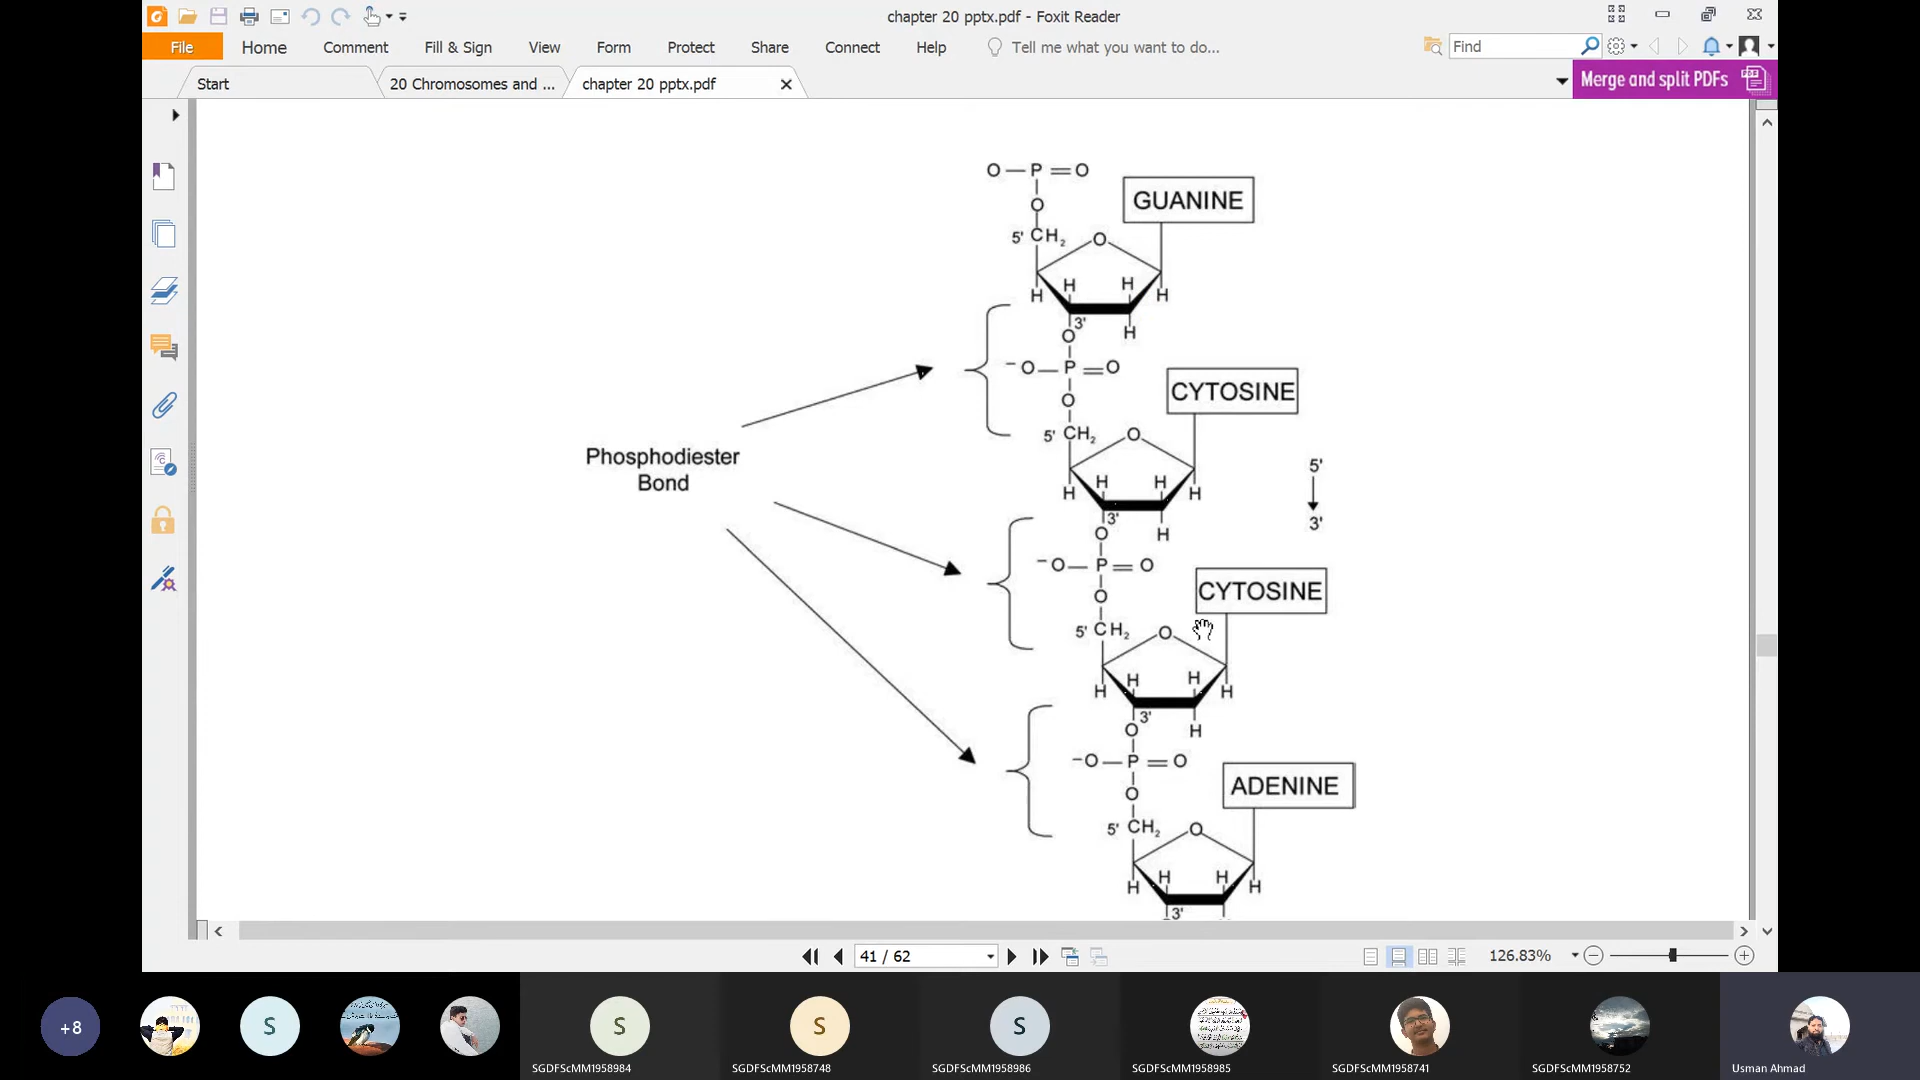 chapter 20 pptx.pdf - Foxit Reader
File Home Comment Fill & Sign View Form Protect Share Connect Help Tell me what you want to do... Find
Start 20 Chromosomes and ... chapter 20 pptx.pdf Merge and split PDFs
O—P=O
GUANINE
O
5' CH2 O
H H H H
3' H
O
−O—P=O
CYTOSINE
O
5' CH2 O
Phosphodiester
Bond
5'
3'
H H H H
3' H
O
−O—P=O
CYTOSINE
O
5' CH2 O
H H H H
3' H
O
−O—P=O
ADENINE
O
5' CH2 O
H H H H
3'
41 / 62 126.83%
+8 S S S S
SGDFScMM1958984 SGDFScMM1958748 SGDFScMM1958986 SGDFScMM1958985 SGDFScMM1958741 SGDFScMM1958752 Usman Ahmad